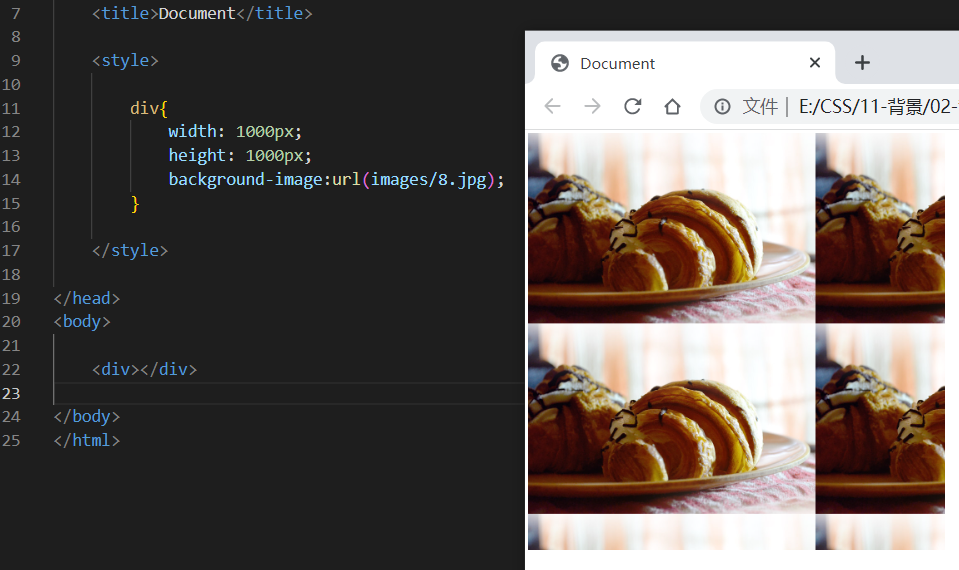 7 <title>Document</title>
8
9 <style>
10
11 div{
12 width: 1000px;
13 height: 1000px;
14 background-image:url(images/8.jpg);
15 }
16
17 </style>
18
19 </head>
20 <body>
21
22 <div></div>
23
24 </body>
25 </html>
Document
文件 | E:/CSS/11-背景/02-